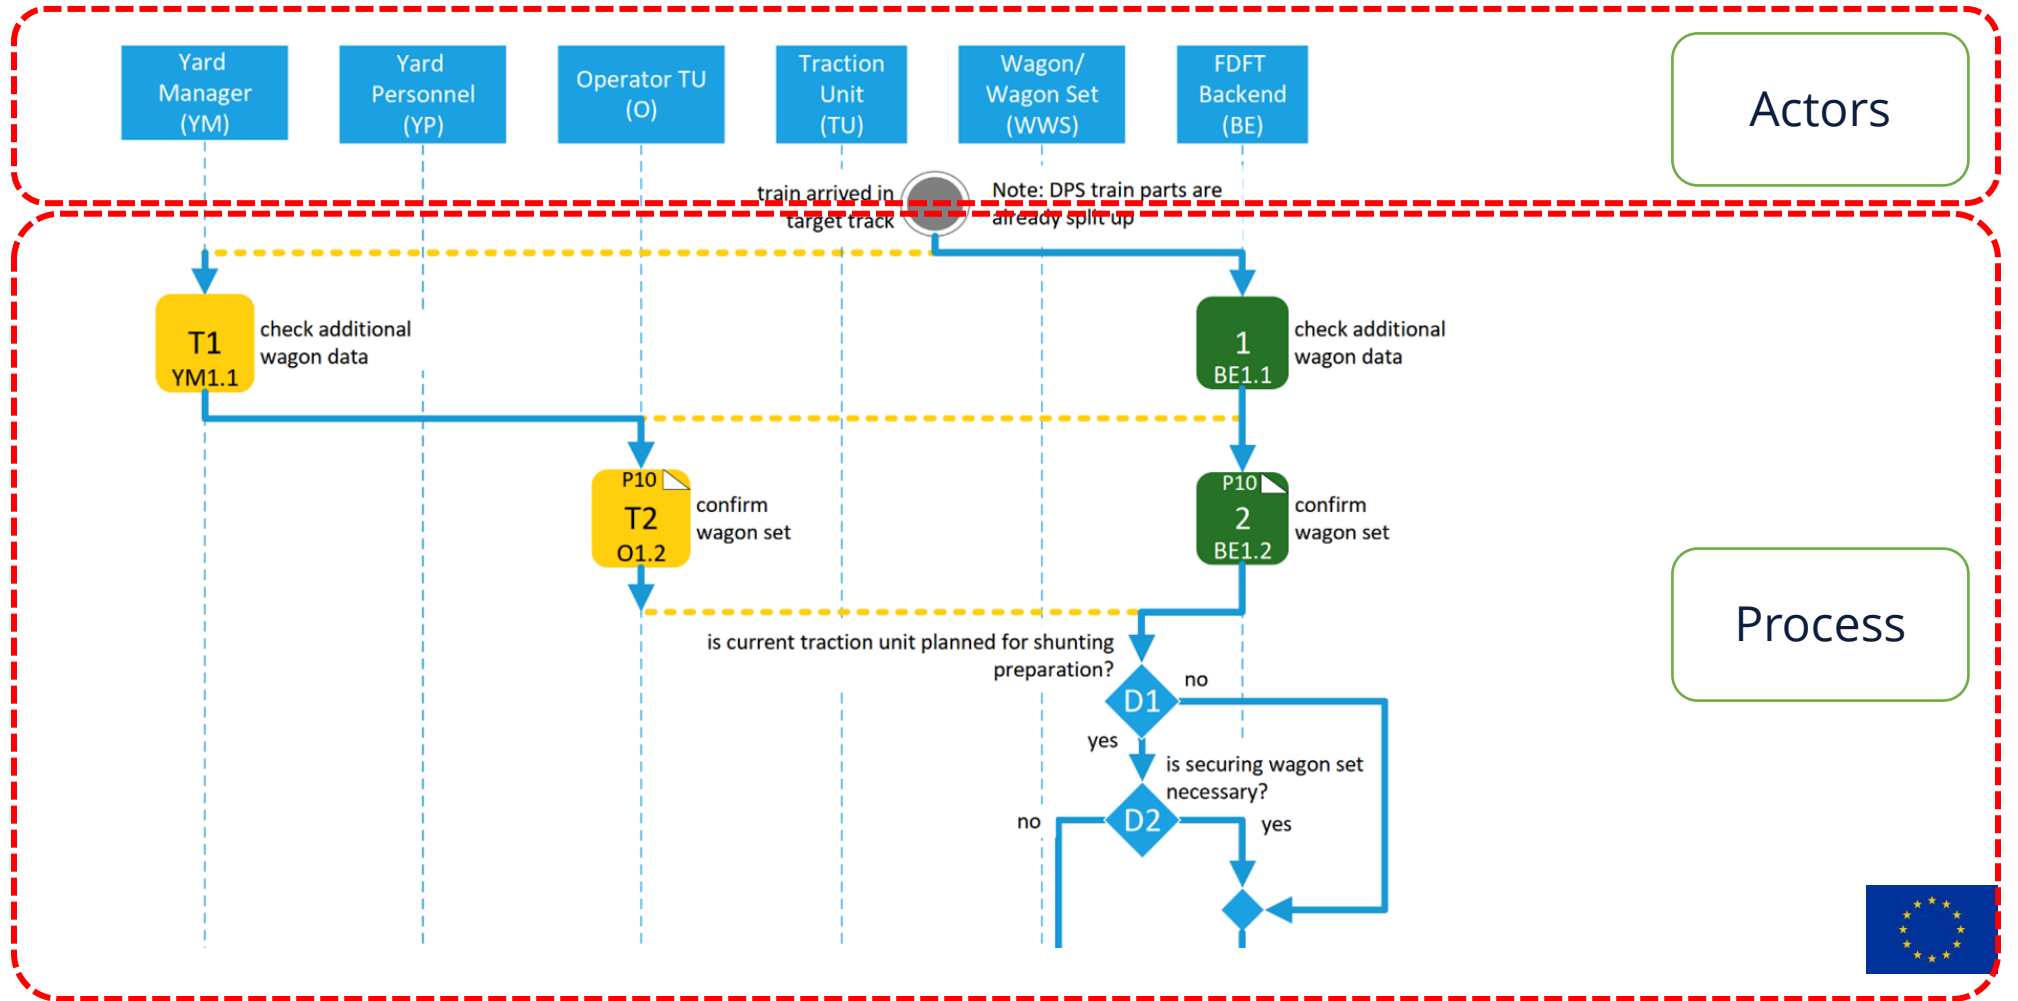 Yard
Manager
(YM)
Yard
Personnel
(YP)
Operator TU
(O)
Traction
Unit
(TU)
Wagon/
Wagon Set
(WWS)
FDFT
Backend
(BE)
Actors
train arrived in
target track
Note: DPS train parts are
already split up
T1
YM1.1
check additional
wagon data
1
BE1.1
check additional
wagon data
P10
T2
O1.2
confirm
wagon set
P10
2
BE1.2
confirm
wagon set
Process
is current traction unit planned for shunting
preparation?
no
D1
yes
is securing wagon set
necessary?
no
D2
yes